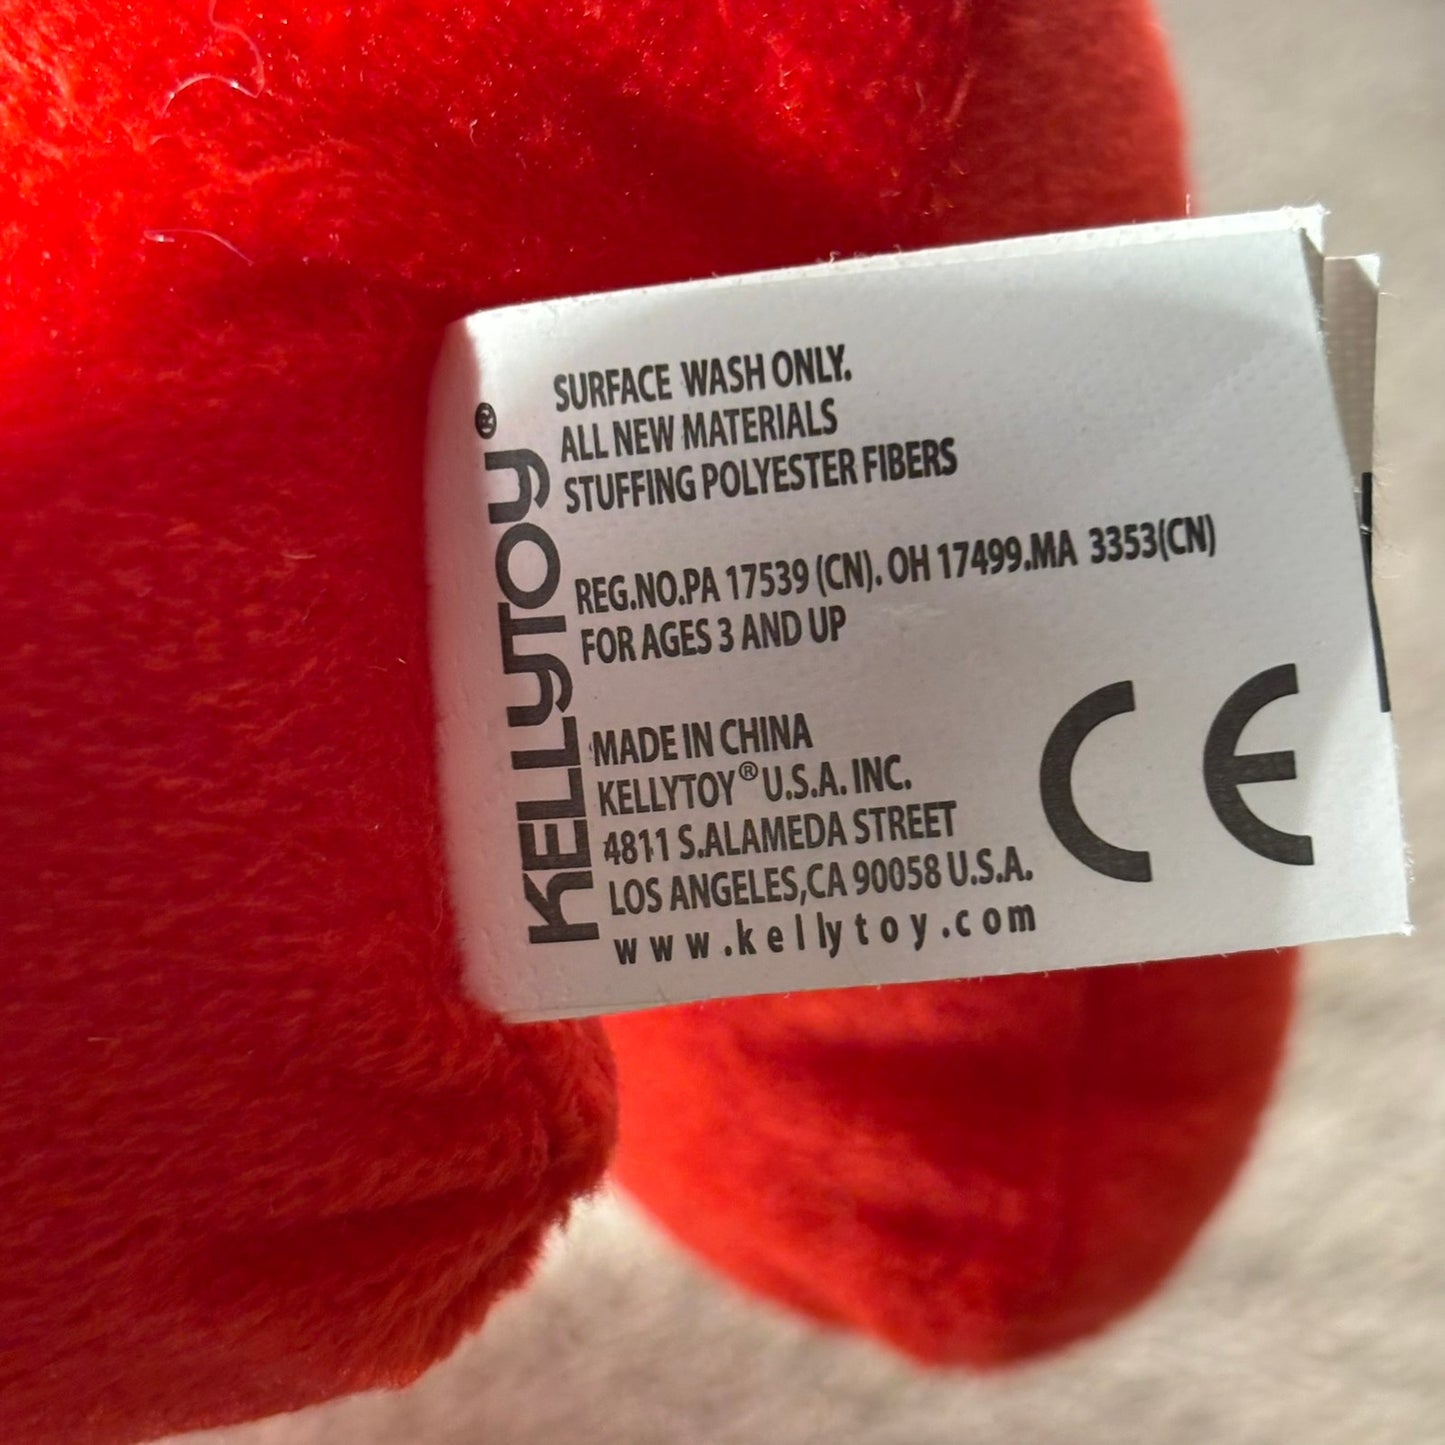 KELLYTOY®
SURFACE WASH ONLY.
ALL NEW MATERIALS
STUFFING POLYESTER FIBERS
REG.NO.PA 17539 (CN). OH 17499.MA 3353(CN)
FOR AGES 3 AND UP
MADE IN CHINA
KELLYTOY® U.S.A. INC.
4811 S.ALAMEDA STREET
LOS ANGELES,CA 90058 U.S.A.
www.kellytoy.com
CE